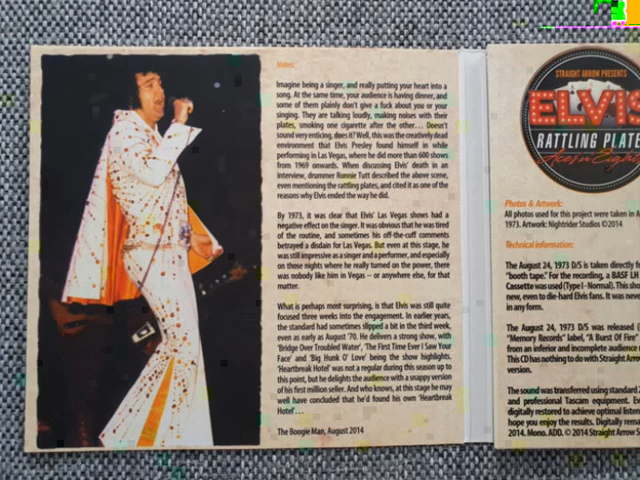 Notes:
Imagine being a singer, and really putting your heart into a
song. At the same time, your audience is having dinner, and
some of them plainly don't give a fuck about you or your
singing. They are talking loudly, making noises with their
plates, smoking one cigarette after the other... Doesn't
sound very enticing, does it? Well, this was the creatively dead
environment that Elvis Presley found himself in while
performing in Las Vegas, where he did more than 600 shows
from 1969 onwards. When discussing Elvis' death in an
interview, drummer Ronnie Tutt described the above scene,
even mentioning the rattling plates, and cited it as one of the
reasons why Elvis ended the way he did.
By 1973, it was clear that Elvis' Las Vegas shows had a
negative effect on the singer. It was obvious that he was tired
of the routine, and sometimes his off-the-cuff comments
betrayed a disdain for Las Vegas. But even at this stage, he
was still impressive as a singer and a performer, and especially
on those nights where he really turned on the power, there
was nobody like him in Vegas – or anywhere else, for that
matter.
What is perhaps most surprising, is that Elvis was still quite
focused three weeks into the engagement. In earlier years,
the standard had sometimes slipped a bit in the third week,
even as early as August '70. He delivers a strong show, with
'Bridge Over Troubled Water', 'The First Time Ever I Saw Your
Face' and 'Big Hunk O' Love' being the show highlights.
'Heartbreak Hotel' was not a regular during this season up to
this point, but he delights the audience with a snappy version
of his first million seller. And who knows, at this stage he may
well have concluded that he'd found his own 'Heartbreak
Hotel'...
The Boogie Man, August 2014
STRAIGHT ARROW PRESENTS
ELVIS
RATTLING PLATE
Photos & Artwork:
All photos used for this project were taken in
1973. Artwork: Nightrider Studios ©2014
Technical information:
The August 24, 1973 D/S is taken directly
"booth tape." For the recording, a BASF LH
Cassette was used (Type I - Normal). This
new, even to die-hard Elvis fans. It was
in any form.
The August 24, 1973 D/S was released
"Memory Records" label, "A Burst Of Fire"
from an inferior and incomplete audience
This CD has nothing to do with Straight
version.
The sound was transferred using standard
and professional Tascam equipment.
digitally restored to achieve optimal
hope you enjoy the results. Digitally
2014. Mono. ADD. © 2014 Straight Arrow